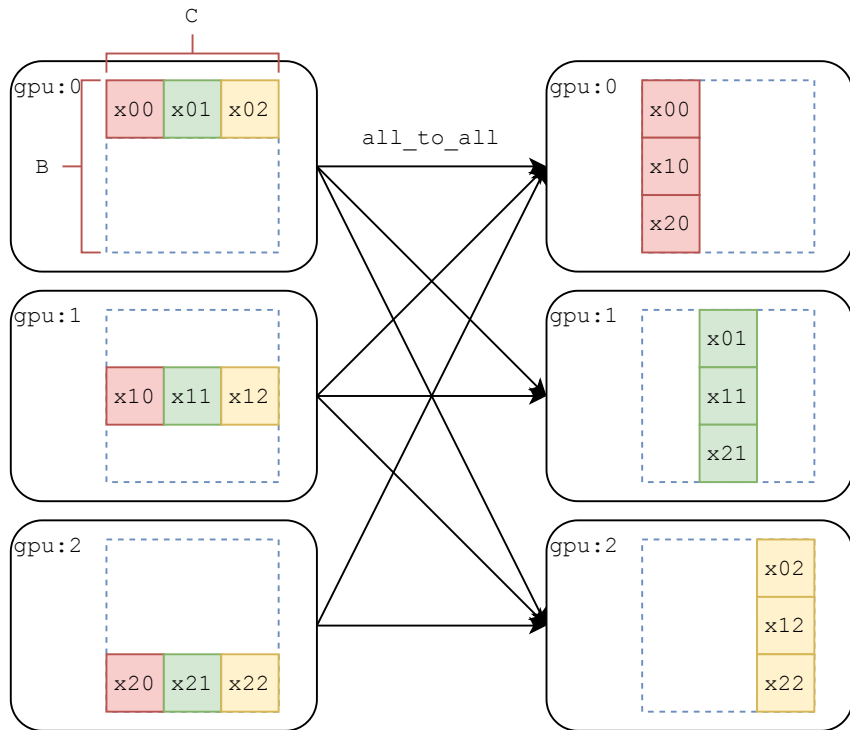 C
gpu:0
x00 x01 x02
B
all_to_all
gpu:0
x00
x10
x20
gpu:1
x10 x11 x12
gpu:1
x01
x11
x21
gpu:2
x20 x21 x22
gpu:2
x02
x12
x22